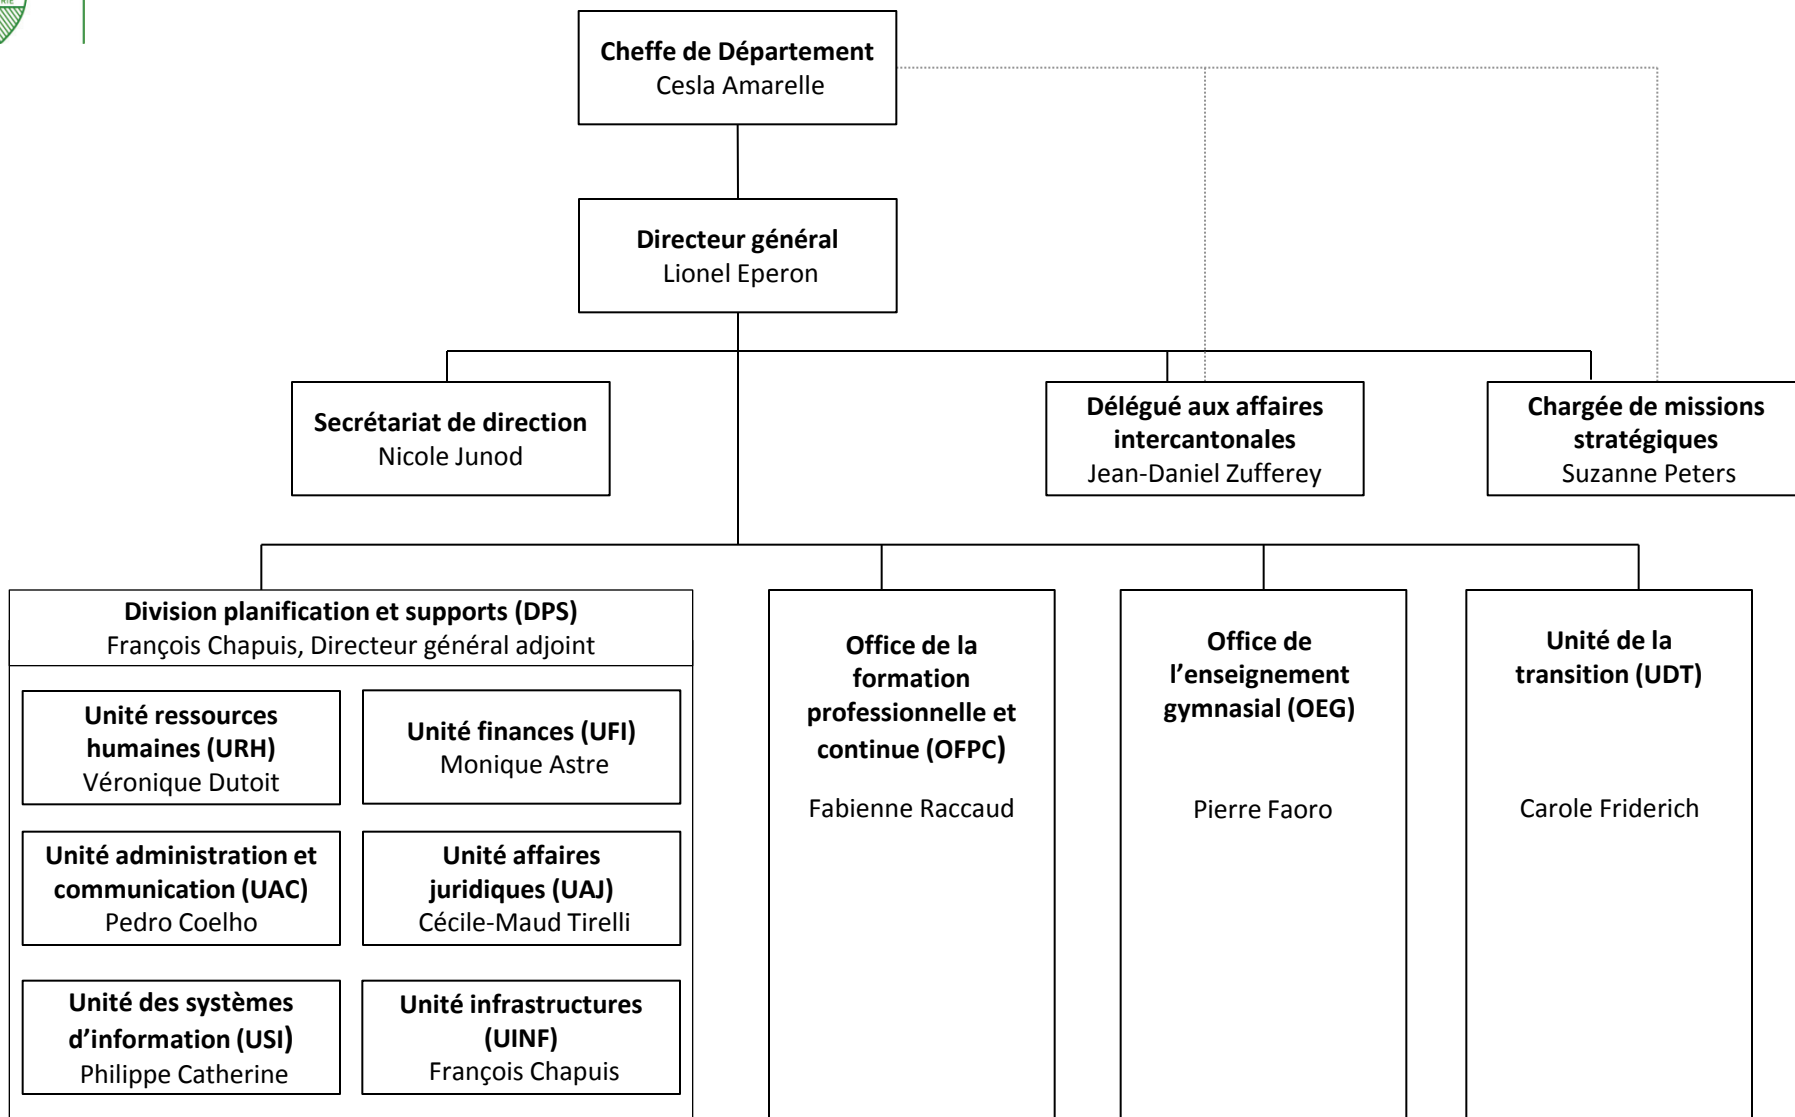 Cheffe de Département
Cesla Amarelle
Directeur général
Lionel Eperon
Secrétariat de direction
Nicole Junod
Délégué aux affaires
intercantonales
Jean-Daniel Zufferey
Chargée de missions
stratégiques
Suzanne Peters
Division planification et supports (DPS)
François Chapuis, Directeur général adjoint
Unité ressources
humaines (URH)
Véronique Dutoit
Unité finances (UFI)
Monique Astre
Unité administration et
communication (UAC)
Pedro Coelho
Unité affaires
juridiques (UAJ)
Cécile-Maud Tirelli
Unité des systèmes
d’information (USI)
Philippe Catherine
Unité infrastructures
(UINF)
François Chapuis
Office de la
formation
professionnelle et
continue (OFPC)
Fabienne Raccaud
Office de
l’enseignement
gymnasial (OEG)
Pierre Faoro
Unité de la
transition (UDT)
Carole Friderich